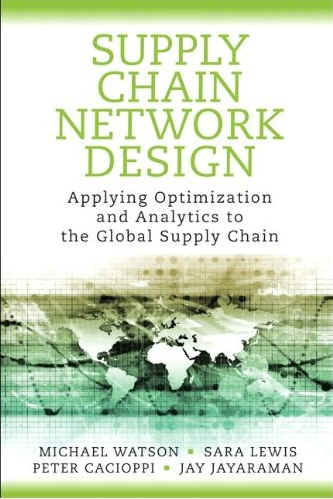 SUPPLY
CHAIN
NETWORK
DESIGN
Applying Optimization
and Analytics to
the Global Supply Chain
MICHAEL WATSON ▪ SARA LEWIS
PETER CACIOPPI ▪ JAY JAYARAMAN